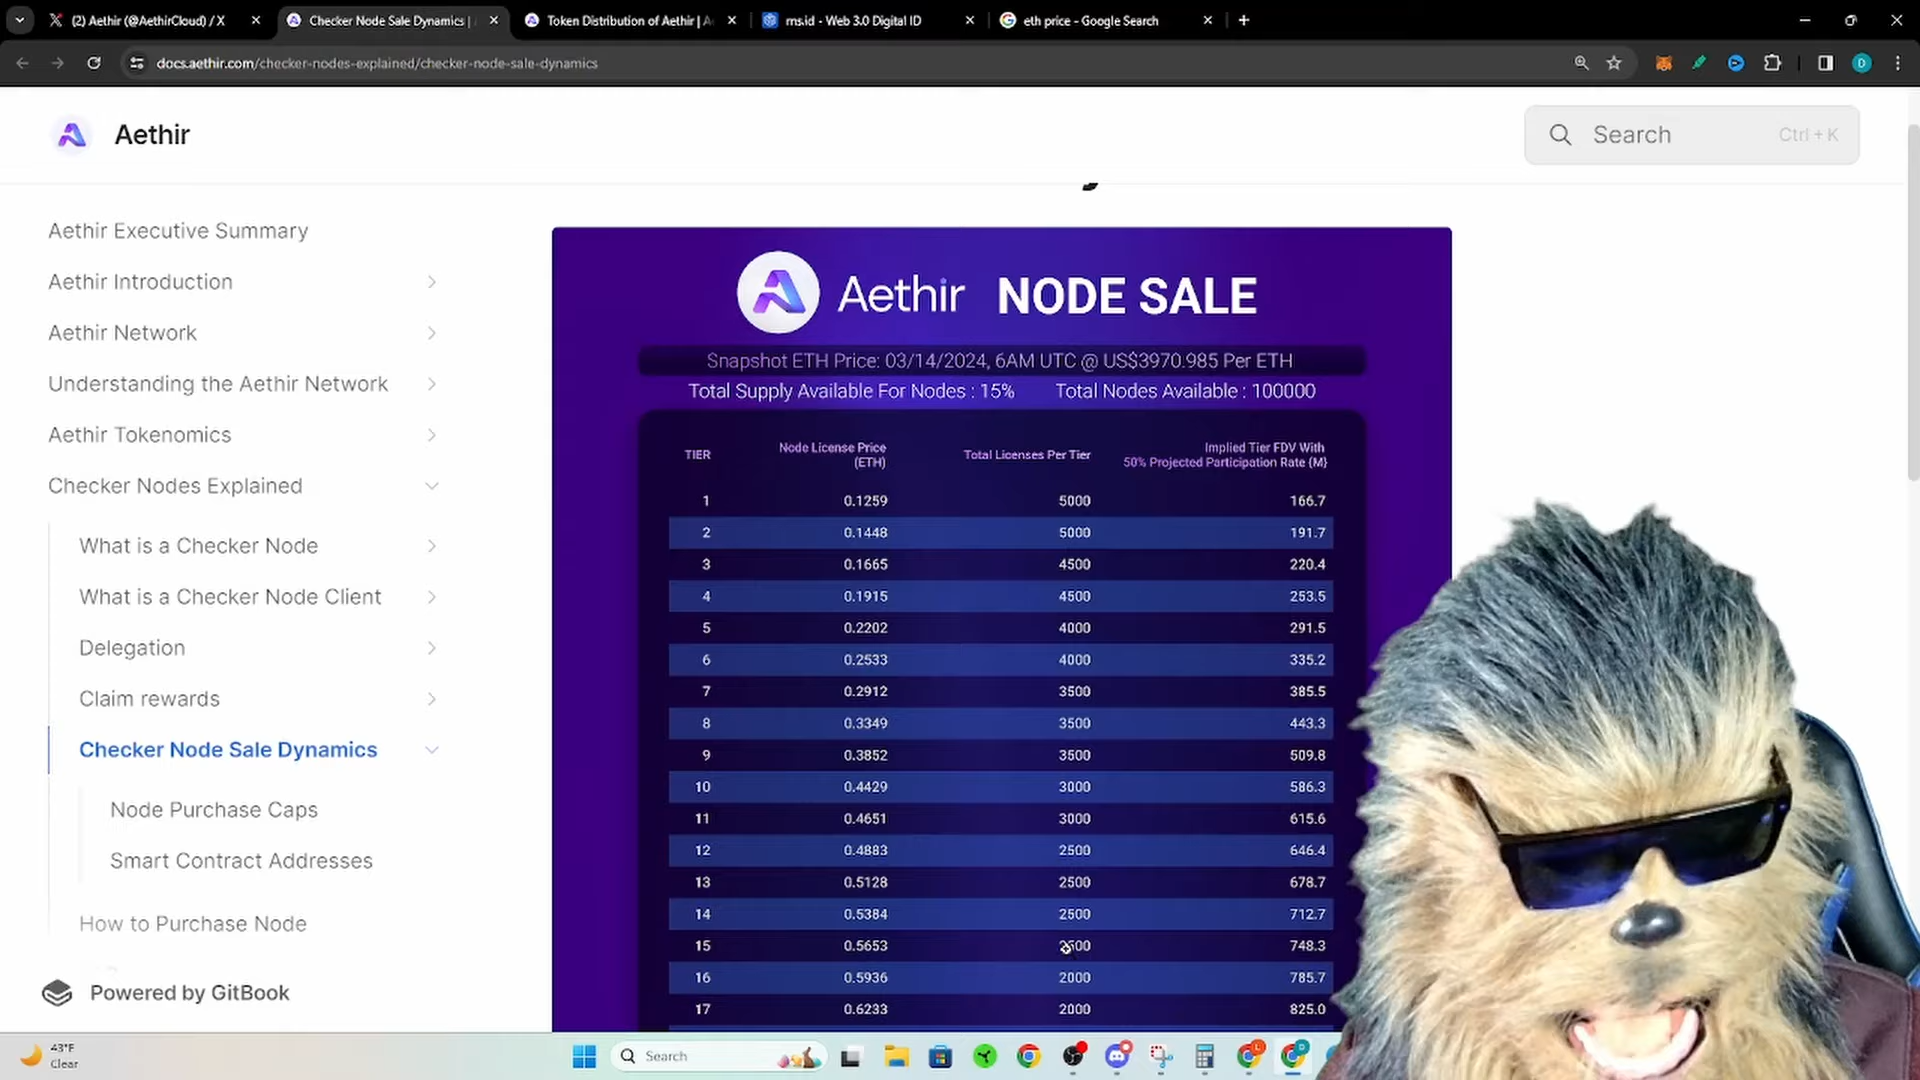 (2) Aethir (@AethirCloud) / X
Checker Node Sale Dynamics |
Token Distribution of Aethir | A
rns.id - Web 3.0 Digital ID
eth price - Google Search
docs.aethir.com/checker-nodes-explained/checker-node-sale-dynamics
D
Aethir
Search
Ctrl + K
Aethir Executive Summary
Aethir Introduction
Aethir Network
Understanding the Aethir Network
Aethir Tokenomics
Checker Nodes Explained
What is a Checker Node
What is a Checker Node Client
Delegation
Claim rewards
Checker Node Sale Dynamics
Node Purchase Caps
Smart Contract Addresses
How to Purchase Node
Powered by GitBook
Aethir NODE SALE
Snapshot ETH Price: 03/14/2024, 6AM UTC @ US$3970.985 Per ETH
Total Supply Available For Nodes : 15% Total Nodes Available : 100000
TIER Node License Price (ETH) Total Licenses Per Tier Implied Tier FDV With 50% Projected Participation Rate (M)
1 0.1259 5000 166.7
2 0.1448 5000 191.7
3 0.1665 4500 220.4
4 0.1915 4500 253.5
5 0.2202 4000 291.5
6 0.2533 4000 335.2
7 0.2912 3500 385.5
8 0.3349 3500 443.3
9 0.3852 3500 509.8
10 0.4429 3000 586.3
11 0.4651 3000 615.6
12 0.4883 2500 646.4
13 0.5128 2500 678.7
14 0.5384 2500 712.7
15 0.5653 2500 748.3
16 0.5936 2000 785.7
17 0.6233 2000 825.0
43°F
Clear
Search